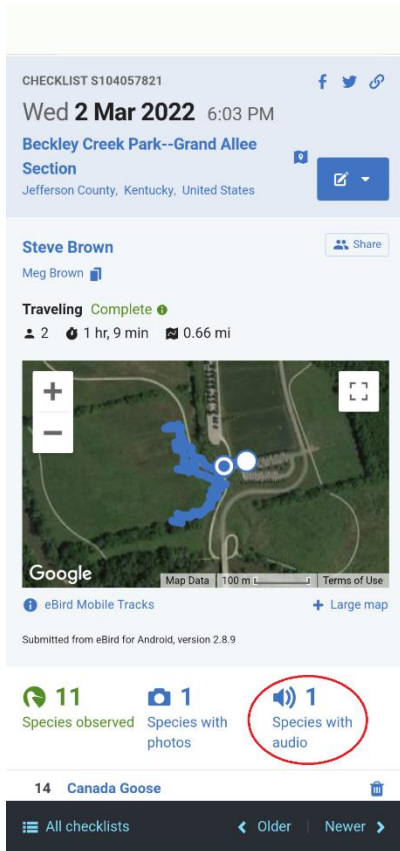 CHECKLIST S104057821
Wed 2 Mar 2022 6:03 PM
Beckley Creek Park--Grand Allee
Section
Jefferson County, Kentucky, United States
Steve Brown
Share
Meg Brown
Traveling Complete
2 1 hr, 9 min 0.66 mi
+
−
Google
Map Data 100 m Terms of Use
eBird Mobile Tracks
+ Large map
Submitted from eBird for Android, version 2.8.9
11
Species observed
1
Species with
photos
1
Species with
audio
14 Canada Goose
All checklists
Older
Newer